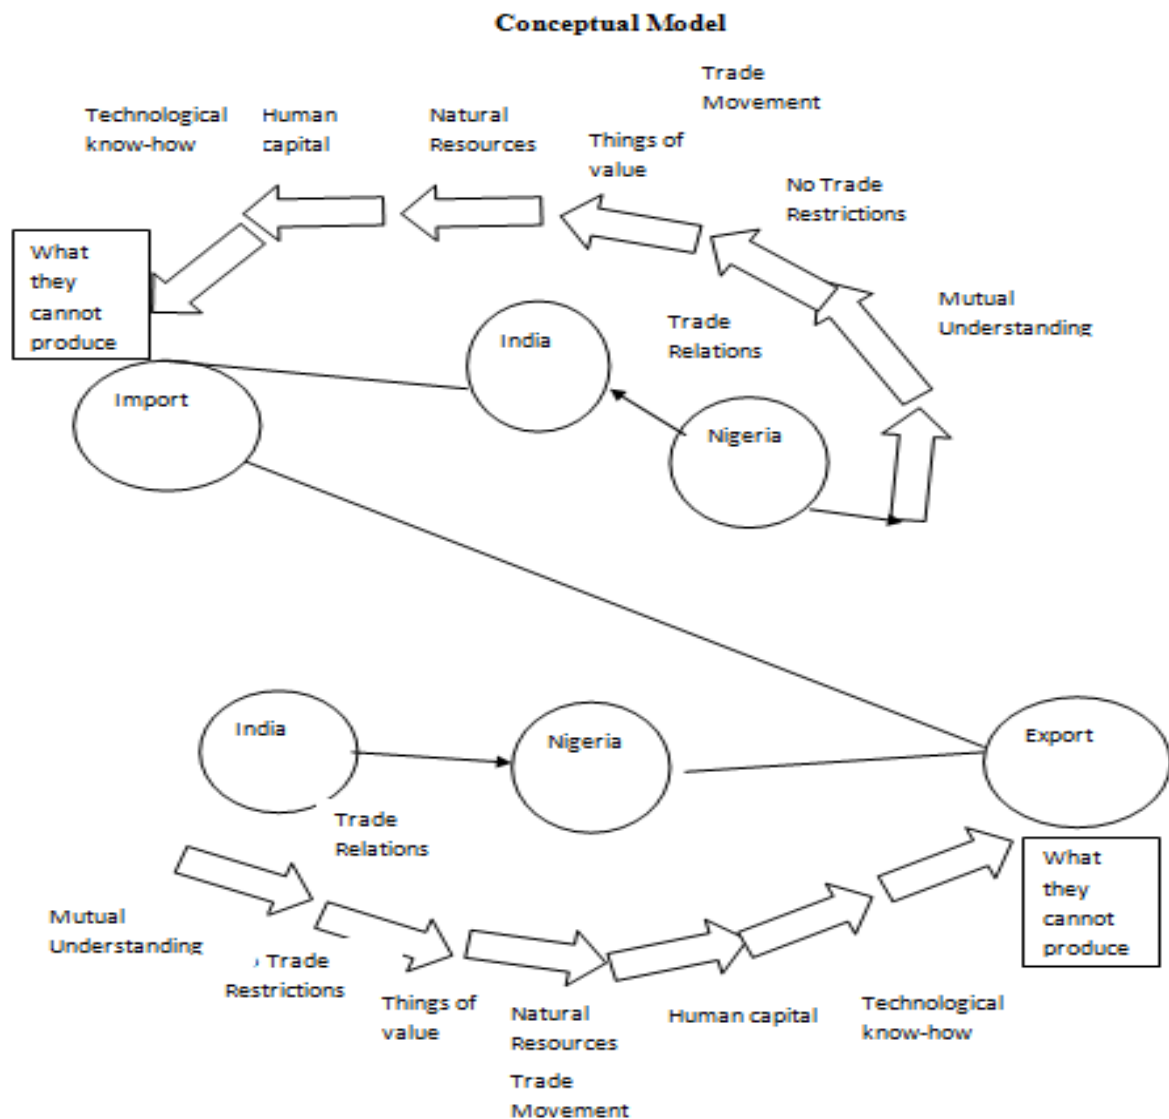 Conceptual Model
Trade
Movement
Technological
know-how
Human
capital
Natural
Resources
Things of
value
No Trade
Restrictions
What
they
cannot
produce
Mutual
Understanding
India
Trade
Relations
Import
Nigeria
India
Nigeria
Export
Trade
Relations
What
they
cannot
produce
Mutual
Understanding
Trade
Restrictions
Things of
value
Natural
Resources
Human capital
Technological
know-how
Trade
Movement